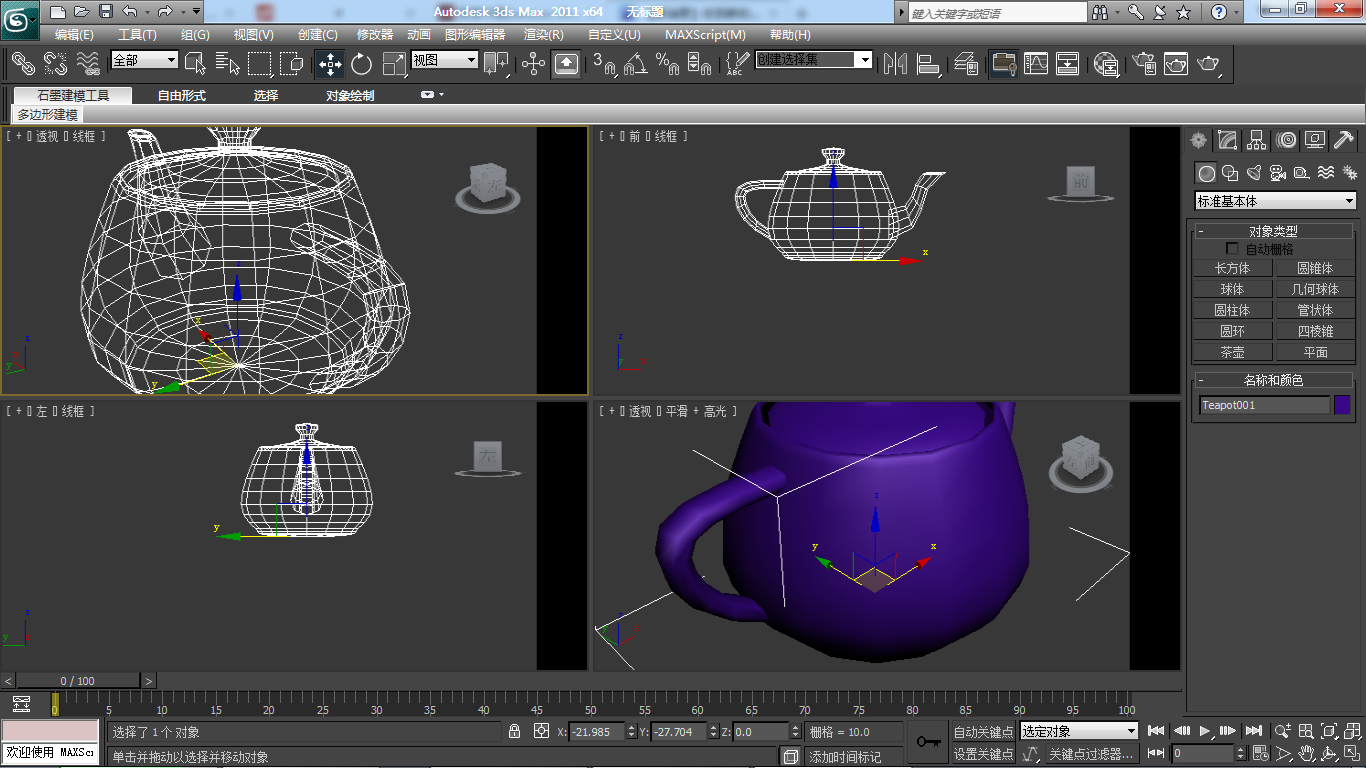 Autodesk 3ds Max 2011 x64 无标题
键入关键字或短语
编辑(E) 工具(T) 组(G) 视图(V) 创建(C) 修改器 动画 图形编辑器 渲染(R) 自定义(U) MAXScript(M) 帮助(H)
全部 视图 3 创建选择集
石墨建模工具 自由形式 选择 对象绘制
多边形建模
[ + 透视 线框 ]
[ + 前 线框 ]
[ + 左 线框 ]
[ + 透视 平滑 + 高光 ]
标准基本体
- 对象类型
自动栅格
长方体 圆锥体
球体 几何球体
圆柱体 管状体
圆环 四棱锥
茶壶 平面
- 名称和颜色
Teapot001
< 0 / 100 >
0 5 10 15 20 25 30 35 40 45 50 55 60 65 70 75 80 85 90 95 100
选择了 1 个 对象 X: -21.985 Y: -27.704 Z: 0.0 栅格 = 10.0 自动关键点 选定对象
欢迎使用 MAXScr 单击并拖动以选择并移动对象 添加时间标记 设置关键点 关键点过滤器... 0